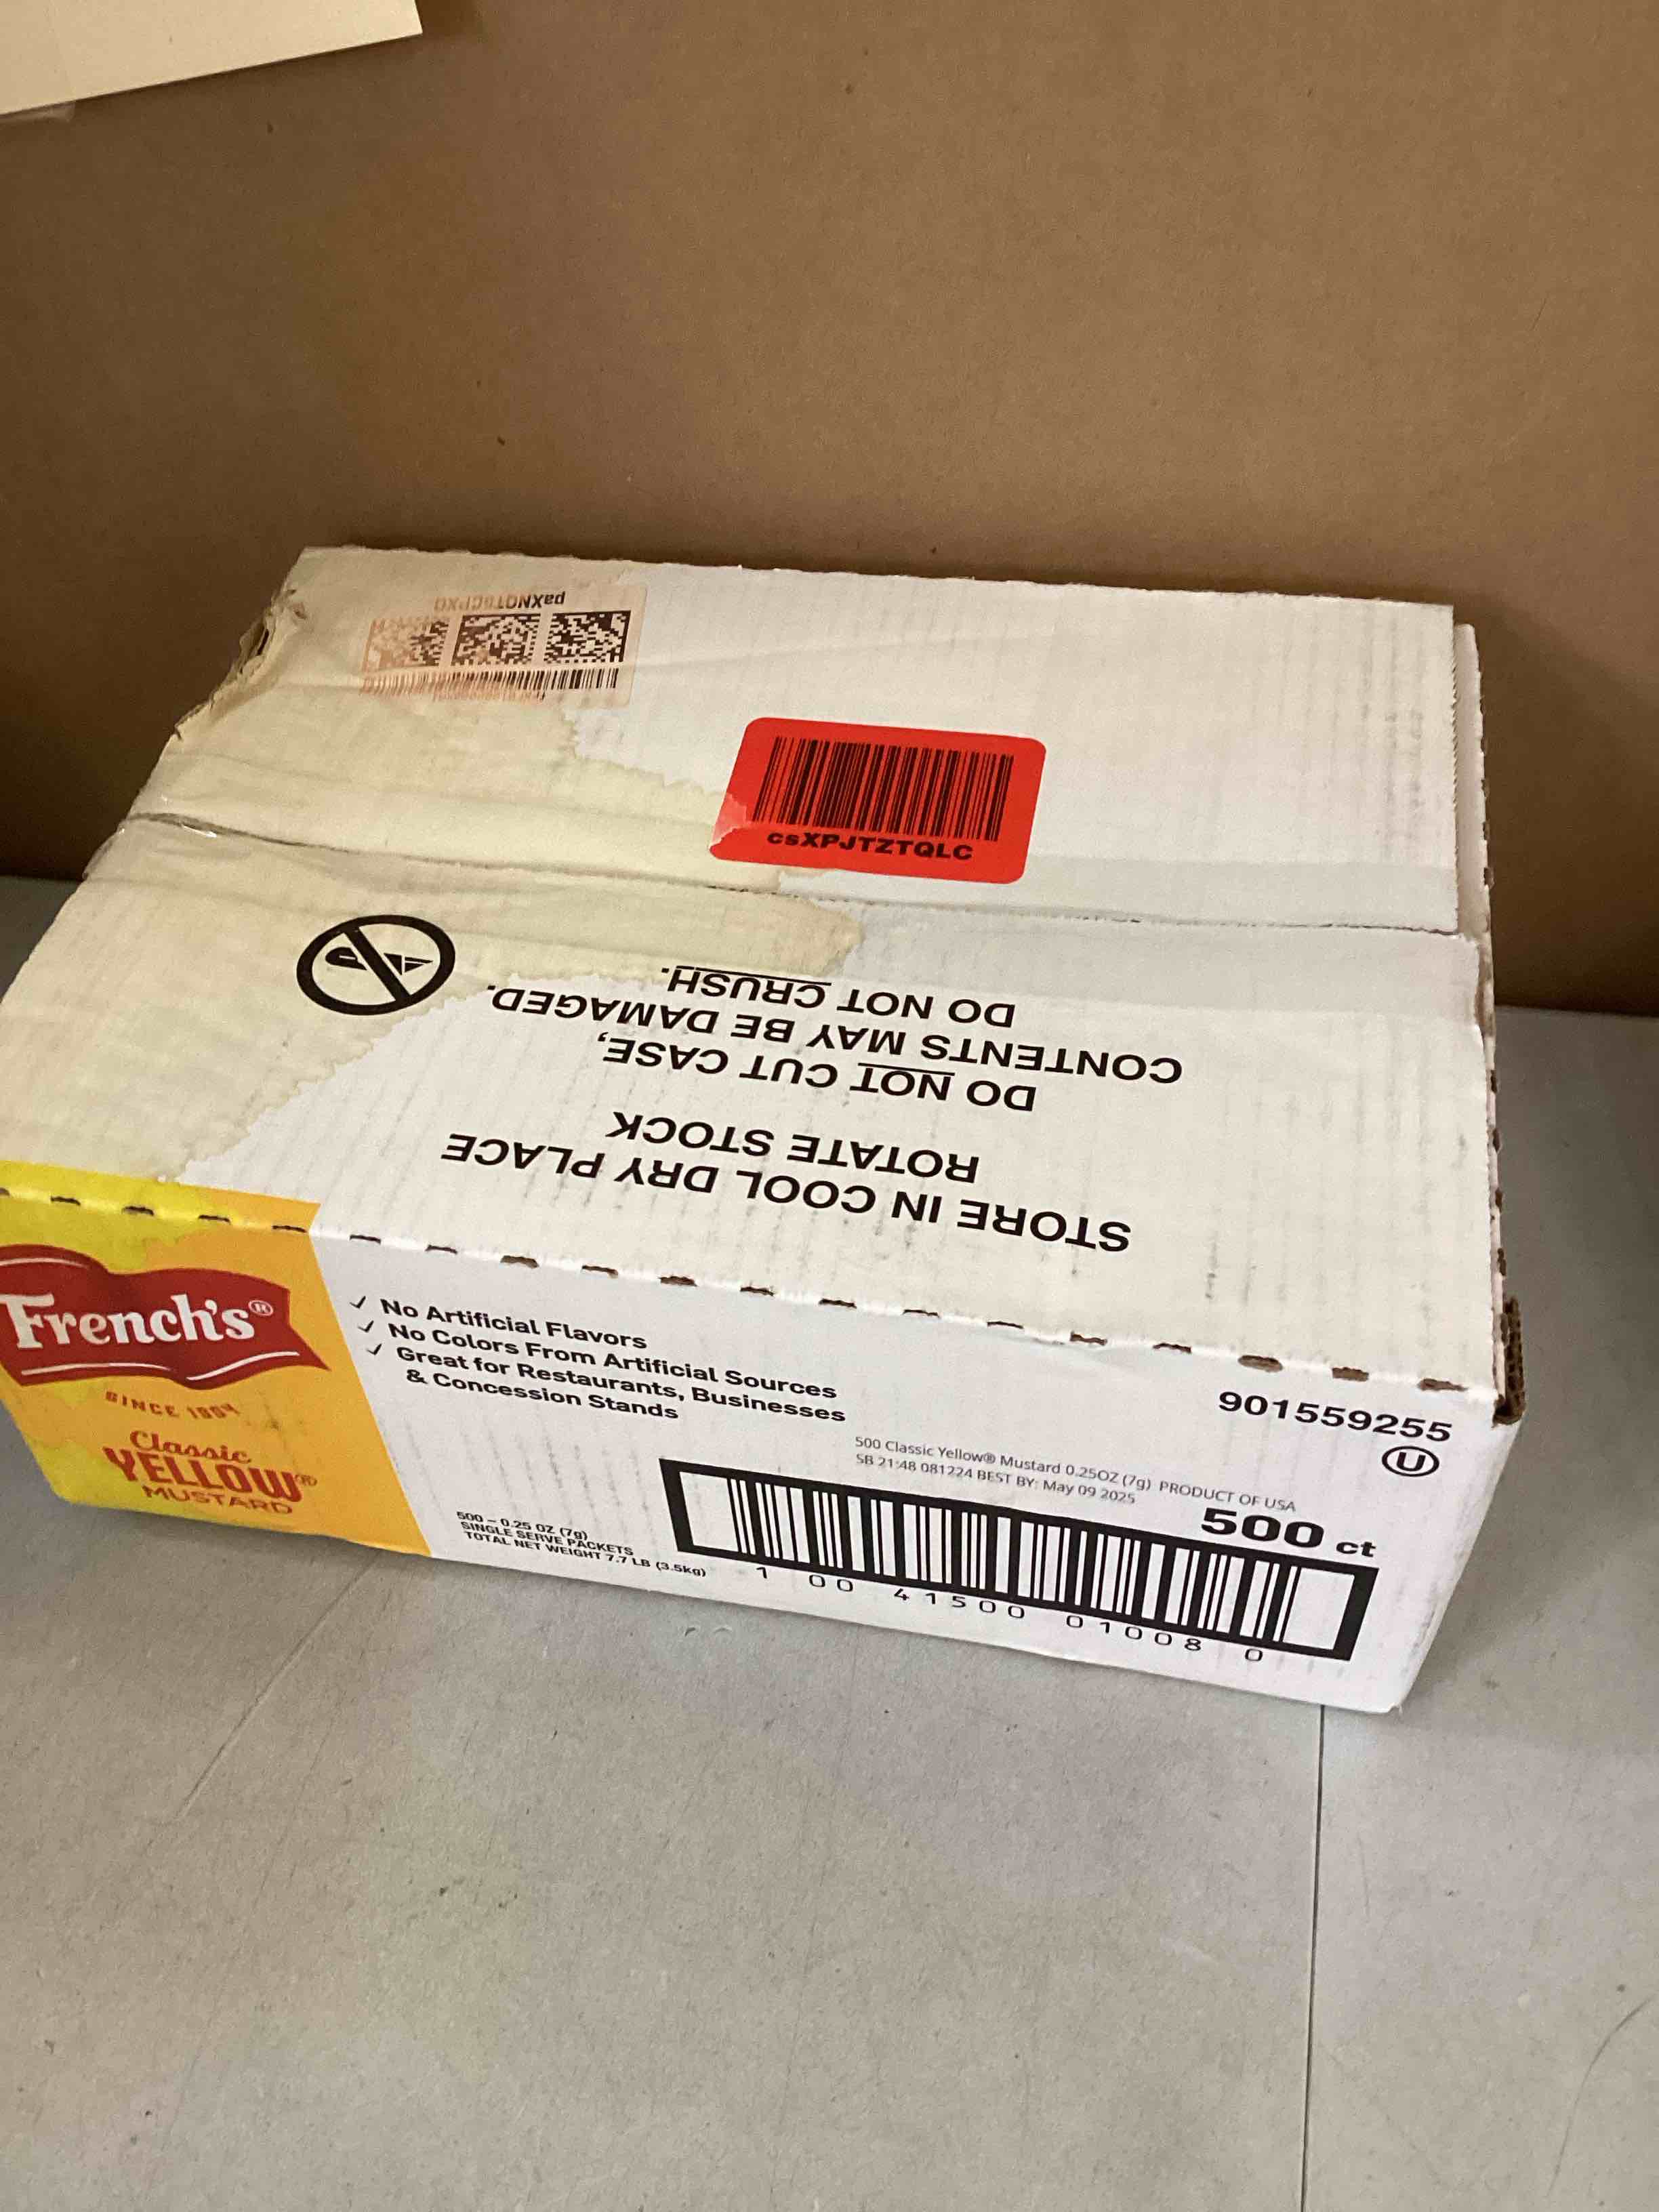 csXPJTZTQLC
STORE IN COOL DRY PLACE
ROTATE STOCK
DO NOT CUT CASE,
CONTENTS MAY BE DAMAGED.
DO NOT CRUSH.
French's®
SINCE 1904
Classic
YELLOW®
MUSTARD
✓ No Artificial Flavors
✓ No Colors From Artificial Sources
✓ Great for Restaurants, Businesses
& Concession Stands
901559255
U
500 Classic Yellow® Mustard 0.25OZ (7g) PRODUCT OF USA
SB 21:48 081224 BEST BY: May 09 2025
500 ct
500 – 0.25 OZ (7g)
SINGLE SERVE PACKETS
TOTAL NET WEIGHT 7.7 LB (3.5kg)
1 00 41500 01008 0